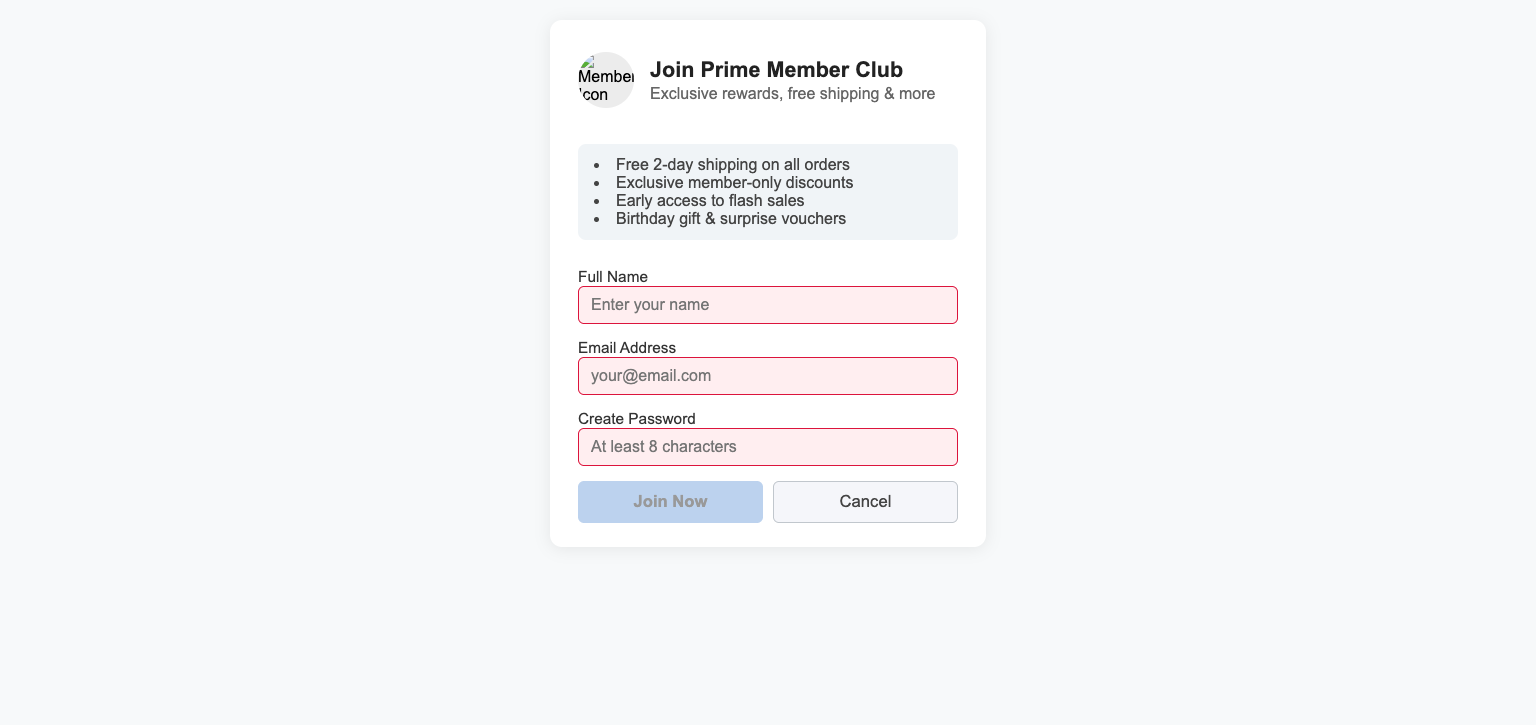 Member Icon
Join Prime Member Club
Exclusive rewards, free shipping & more
Free 2-day shipping on all orders
Exclusive member-only discounts
Early access to flash sales
Birthday gift & surprise vouchers
Full Name
Enter your name
Email Address
your@email.com
Create Password
At least 8 characters
Join Now
Cancel